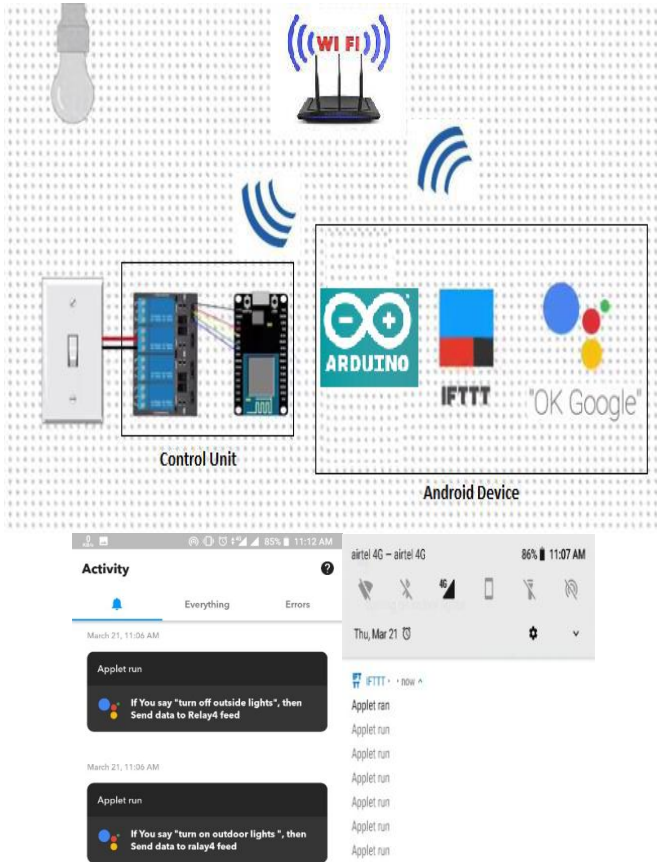 WI FI
ARDUINO
IFTTT
"OK Google"
Control Unit
Android Device
85% 11:12 AM
Activity
Everything
Errors
March 21, 11:06 AM
Applet run
If You say "turn off outside lights", then
Send data to Relay4 feed
March 21, 11:06 AM
Applet run
If You say "turn on outdoor lights ", then
Send data to ralay4 feed
airtel 4G – airtel 4G
86% 11:07 AM
4G
Thu, Mar 21
IFTTT • • now
Applet ran
Applet run
Applet run
Applet run
Applet run
Applet run
Applet run